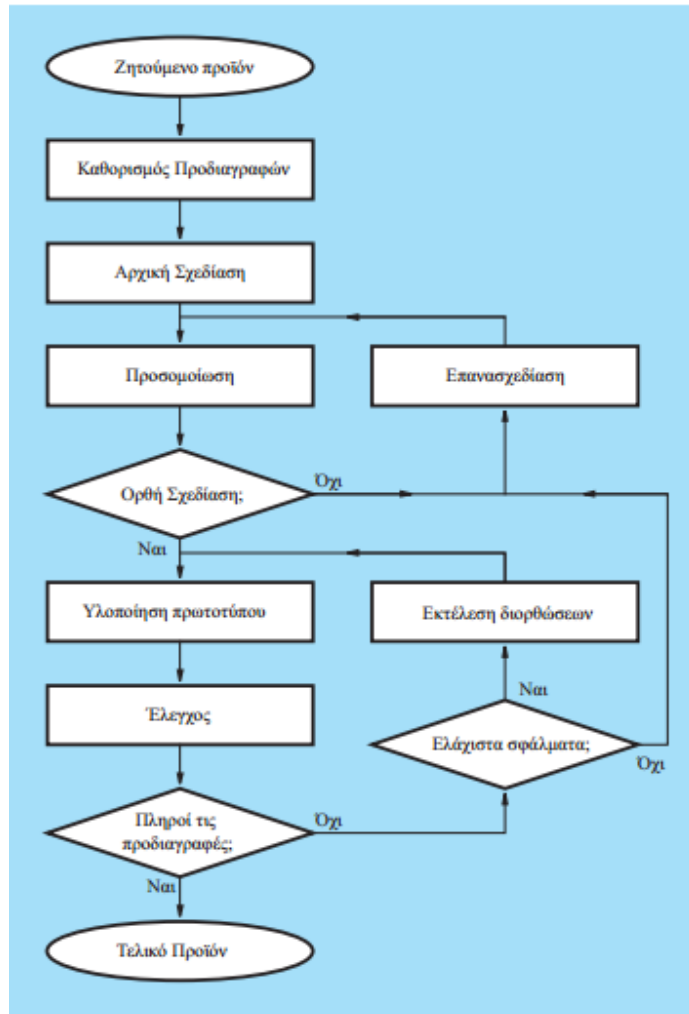 Ζητούμενο προϊόν
Καθορισμός Προδιαγραφών
Αρχική Σχεδίαση
Προσομοίωση
Επανασχεδίαση
Ορθή Σχεδίαση;
Όχι
Ναι
Υλοποίηση πρωτοτύπου
Εκτέλεση διορθώσεων
Έλεγχος
Ναι
Ελάχιστα σφάλματα;
Όχι
Πληροί τις
προδιαγραφές;
Όχι
Ναι
Τελικό Προϊόν